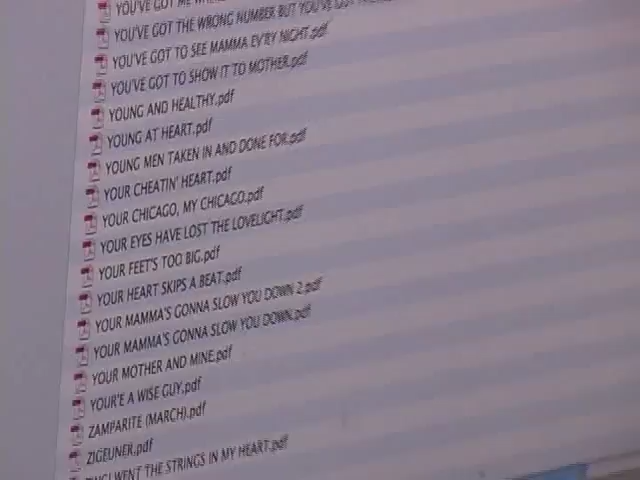 YOU'VE GOT ME
YOU'VE GOT THE WRONG NUMBER BUT YOU'VE GOT
YOU'VE GOT TO SEE MAMMA EV'RY NIGHT.pdf
YOU'VE GOT TO SHOW IT TO MOTHER.pdf
YOUNG AND HEALTHY.pdf
YOUNG AT HEART.pdf
YOUNG MEN TAKEN IN AND DONE FOR.pdf
YOUR CHEATIN' HEART.pdf
YOUR CHICAGO, MY CHICAGO.pdf
YOUR EYES HAVE LOST THE LOVELIGHT.pdf
YOUR FEET'S TOO BIG.pdf
YOUR HEART SKIPS A BEAT.pdf
YOUR MAMMA'S GONNA SLOW YOU DOWN 2.pdf
YOUR MAMMA'S GONNA SLOW YOU DOWN.pdf
YOUR MOTHER AND MINE.pdf
YOUR'E A WISE GUY.pdf
ZAMPARITE (MARCH).pdf
ZIGEUNER.pdf
WENT THE STRINGS IN MY HEART.pdf